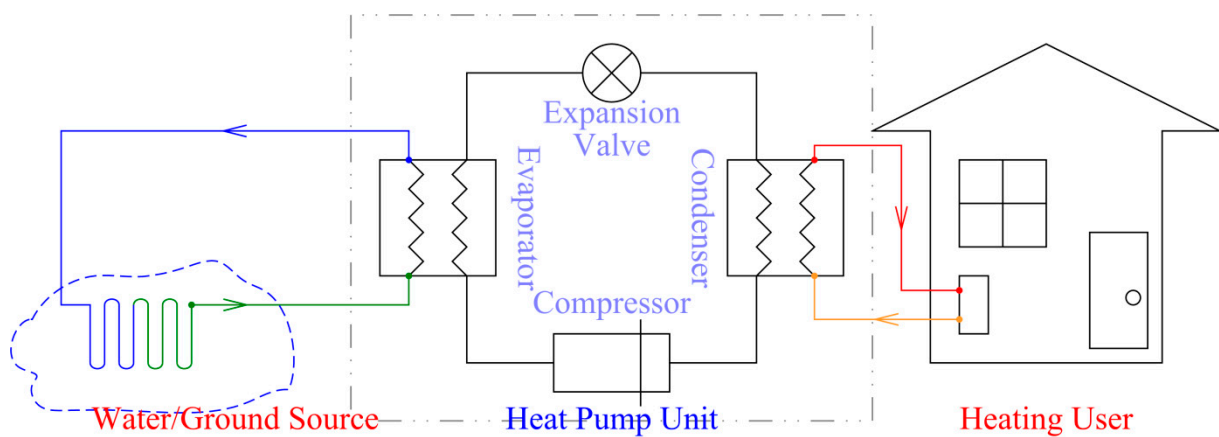 Expansion
Valve
Evaporator
Condenser
Compressor
Water/Ground Source
Heat Pump Unit
Heating User